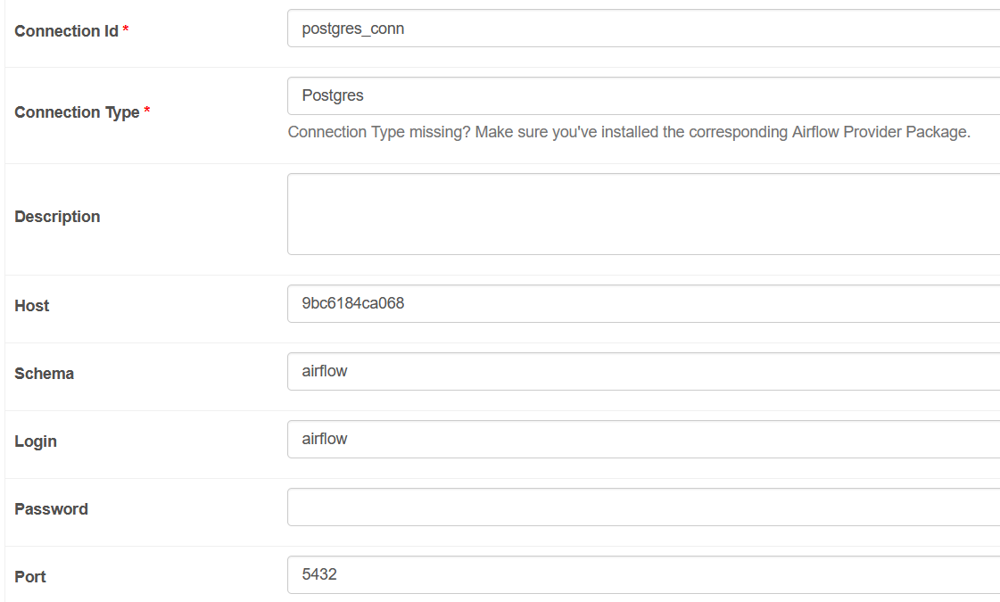 Connection Id *
postgres_conn
Connection Type *
Postgres
Connection Type missing? Make sure you've installed the corresponding Airflow Provider Package.
Description
Host
9bc6184ca068
Schema
airflow
Login
airflow
Password
Port
5432